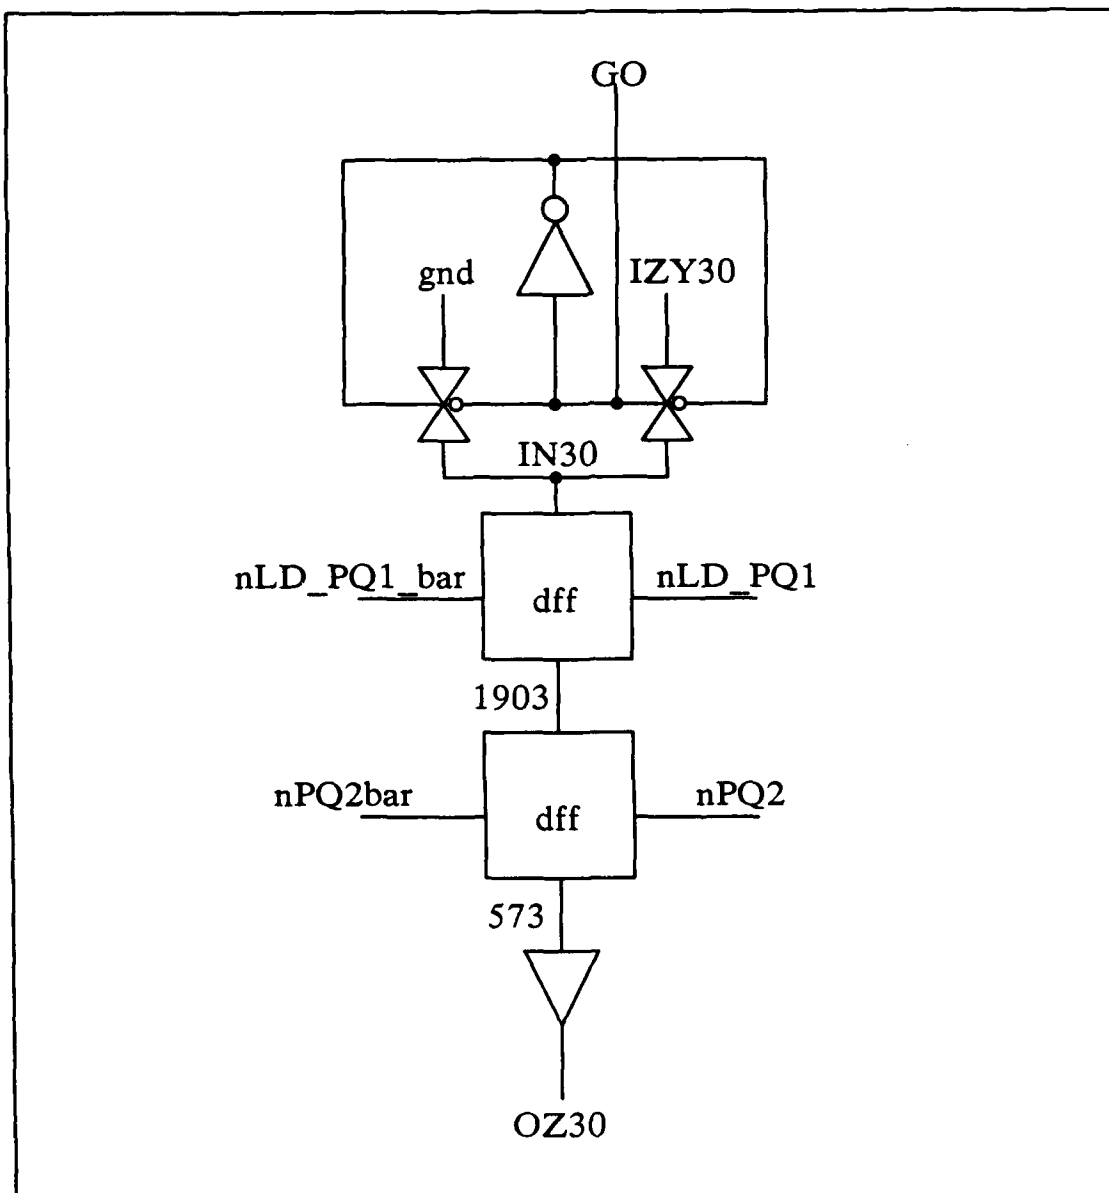 GO
gnd
IZY30
IN30
nLD_PQ1_bar
nLD_PQ1
dff
1903
nPQ2bar
nPQ2
dff
573
OZ30